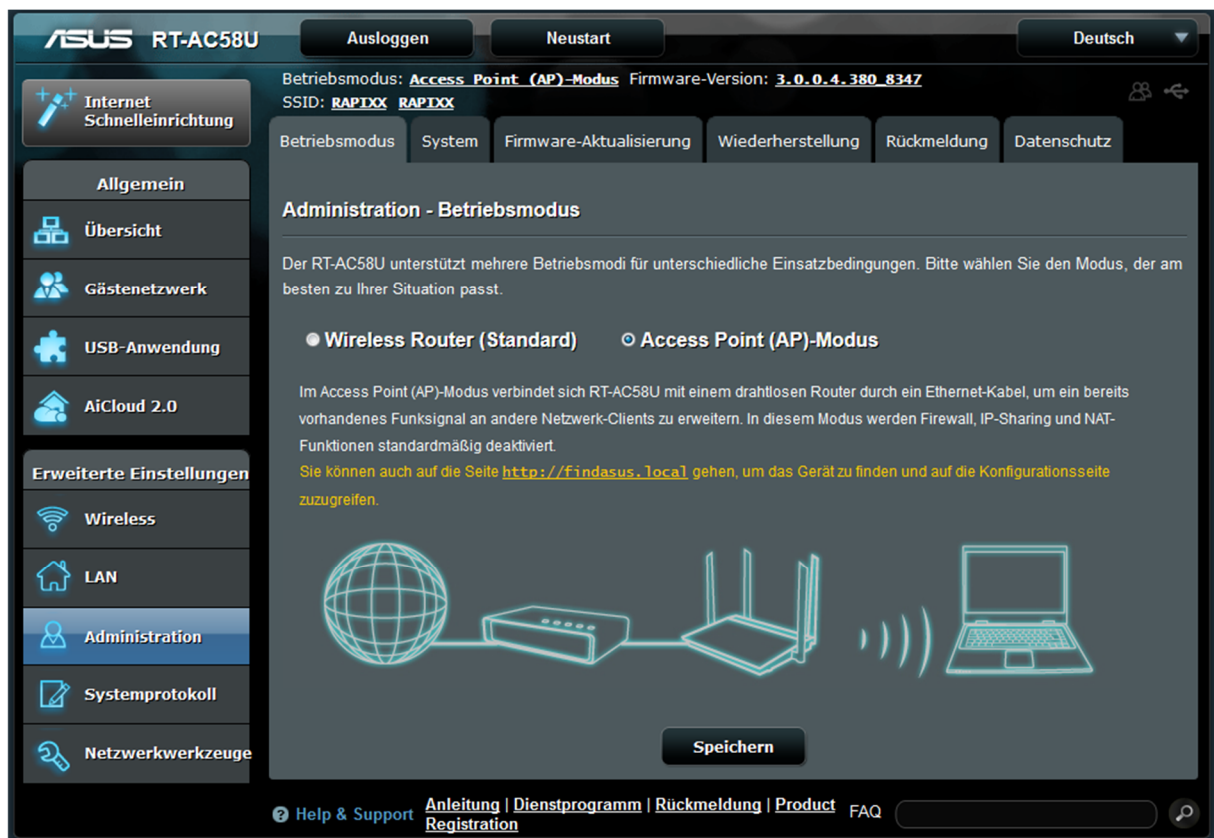 ASUS RT-AC58U
Ausloggen
Neustart
Deutsch
Internet
Schnelleinrichtung
Allgemein
Übersicht
Gästenetzwerk
USB-Anwendung
AiCloud 2.0
Erweiterte Einstellungen
Wireless
LAN
Administration
Systemprotokoll
Netzwerkwerkzeuge
Betriebsmodus: Access Point (AP)-Modus Firmware-Version: 3.0.0.4.380_8347
SSID: RAPIXX RAPIXX
Betriebsmodus
System
Firmware-Aktualisierung
Wiederherstellung
Rückmeldung
Datenschutz
Administration - Betriebsmodus
Der RT-AC58U unterstützt mehrere Betriebsmodi für unterschiedliche Einsatzbedingungen. Bitte wählen Sie den Modus, der am
besten zu Ihrer Situation passt.
Wireless Router (Standard)
Access Point (AP)-Modus
Im Access Point (AP)-Modus verbindet sich RT-AC58U mit einem drahtlosen Router durch ein Ethernet-Kabel, um ein bereits
vorhandenes Funksignal an andere Netzwerk-Clients zu erweitern. In diesem Modus werden Firewall, IP-Sharing und NAT-
Funktionen standardmäßig deaktiviert.
Sie können auch auf die Seite http://findasus.local gehen, um das Gerät zu finden und auf die Konfigurationsseite
zuzugreifen.
Speichern
Help & Support
Anleitung | Dienstprogramm | Rückmeldung | Product
Registration
FAQ